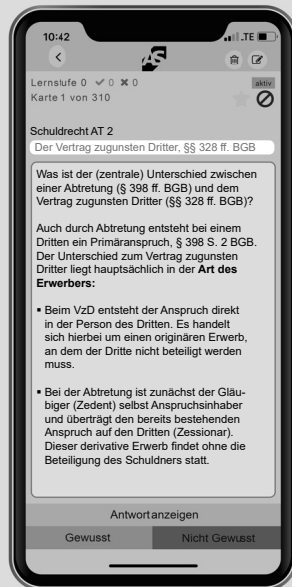 10:42
.TE
AS
Lernstufe 0 ✓ 0 ✖ 0
aktiv
Karte 1 von 310
Schuldrecht AT 2
Der Vertrag zugunsten Dritter, §§ 328 ff. BGB
Was ist der (zentrale) Unterschied zwischen
einer Abtretung (§ 398 ff. BGB) und dem
Vertrag zugunsten Dritter (§§ 328 ff. BGB)?
Auch durch Abtretung entsteht bei einem
Dritten ein Primäranspruch, § 398 S. 2 BGB.
Der Unterschied zum Vertrag zugunsten
Dritter liegt hauptsächlich in der Art des
Erwerbers:
▪ Beim VzD entsteht der Anspruch direkt
in der Person des Dritten. Es handelt
sich hierbei um einen originären Erwerb,
an dem der Dritte nicht beteiligt werden
muss.
▪ Bei der Abtretung ist zunächst der Gläu-
biger (Zedent) selbst Anspruchsinhaber
und überträgt den bereits bestehenden
Anspruch auf den Dritten (Zessionar).
Dieser derivative Erwerb findet ohne die
Beteiligung des Schuldners statt.
Antwort anzeigen
Gewusst
Nicht Gewusst